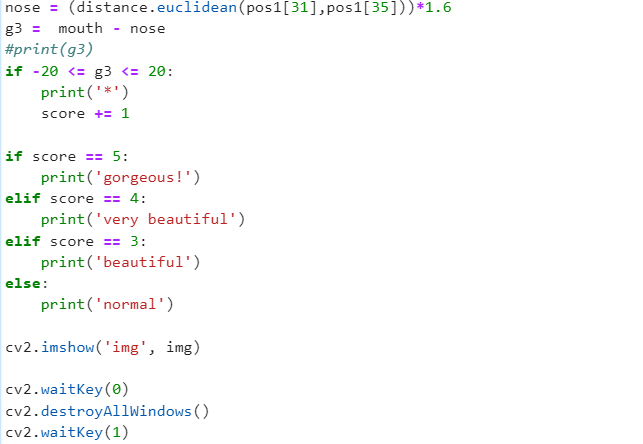 nose = (distance.euclidean(pos1[31],pos1[35]))*1.6
g3 =  mouth - nose
#print(g3)
if -20 <= g3 <= 20:
    print('*')
    score += 1

if score == 5:
    print('gorgeous!')
elif score == 4:
    print('very beautiful')
elif score == 3:
    print('beautiful')
else:
    print('normal')

cv2.imshow('img', img)

cv2.waitKey(0)
cv2.destroyAllWindows()
cv2.waitKey(1)